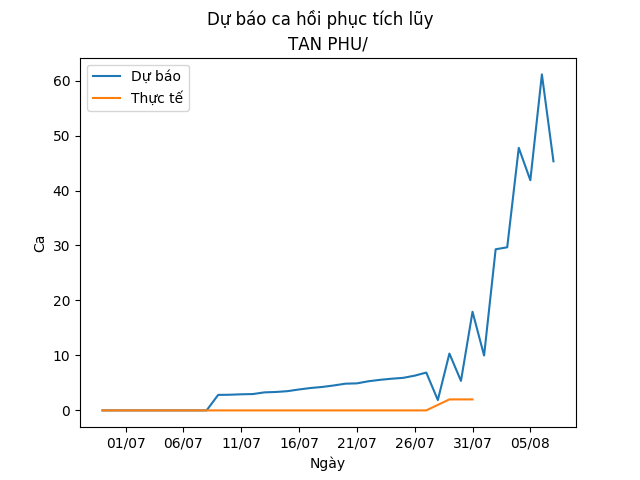 Dự báo ca hồi phục tích lũy
TAN PHU/
Dự báo
Thực tế
60
50
40
30
20
10
0
Ca
01/07 06/07 11/07 16/07 21/07 26/07 31/07 05/08
Ngày